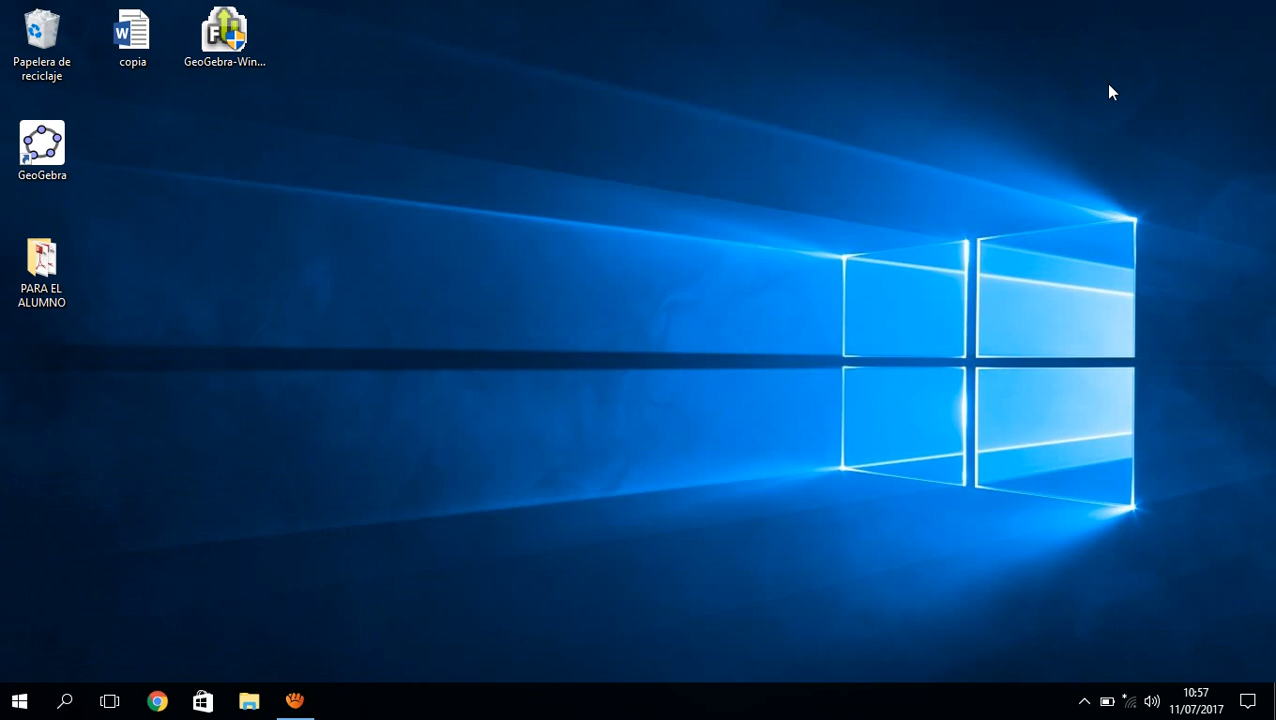 Papelera de
reciclaje
copia
GeoGebra-Win...
GeoGebra
PARA EL
ALUMNO
10:57
11/07/2017